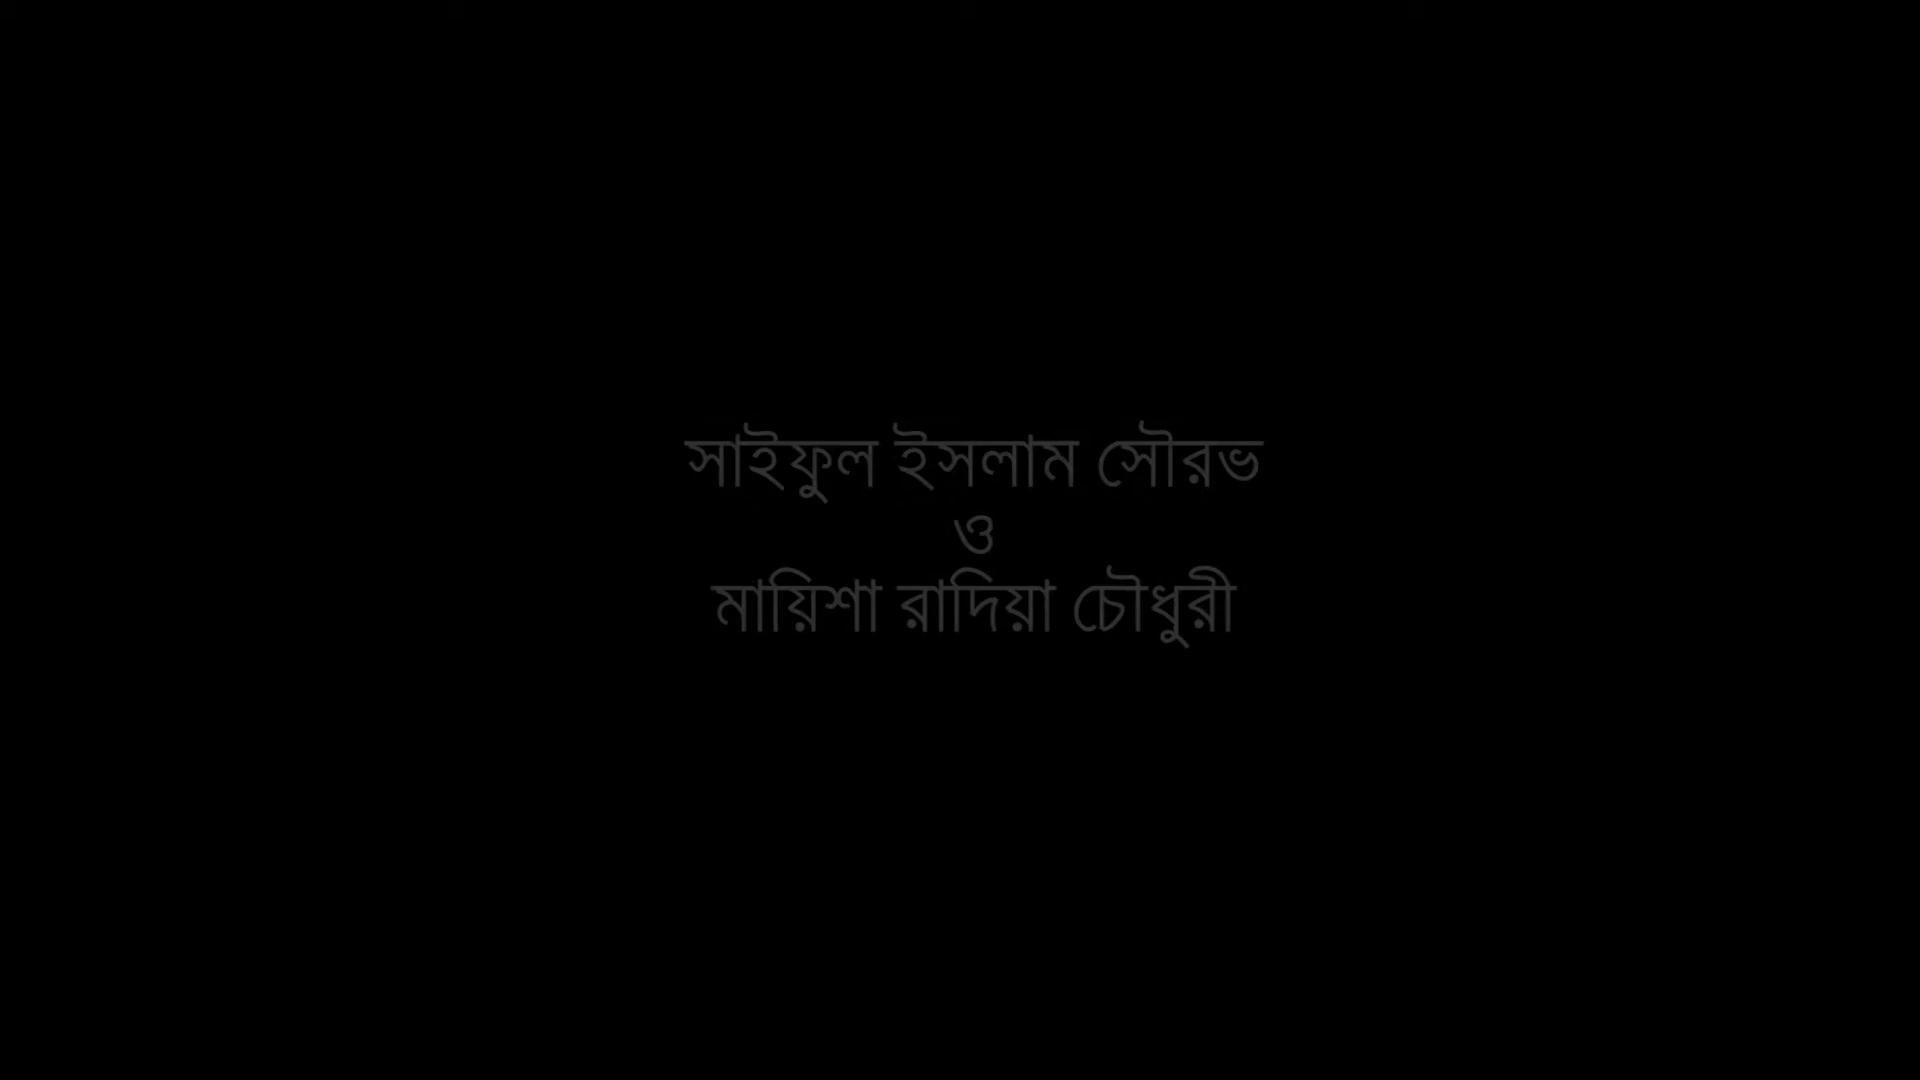 সাইফুল ইসলাম সৌরভ
ও
মায়িশা রাদিয়া চৌধুরী